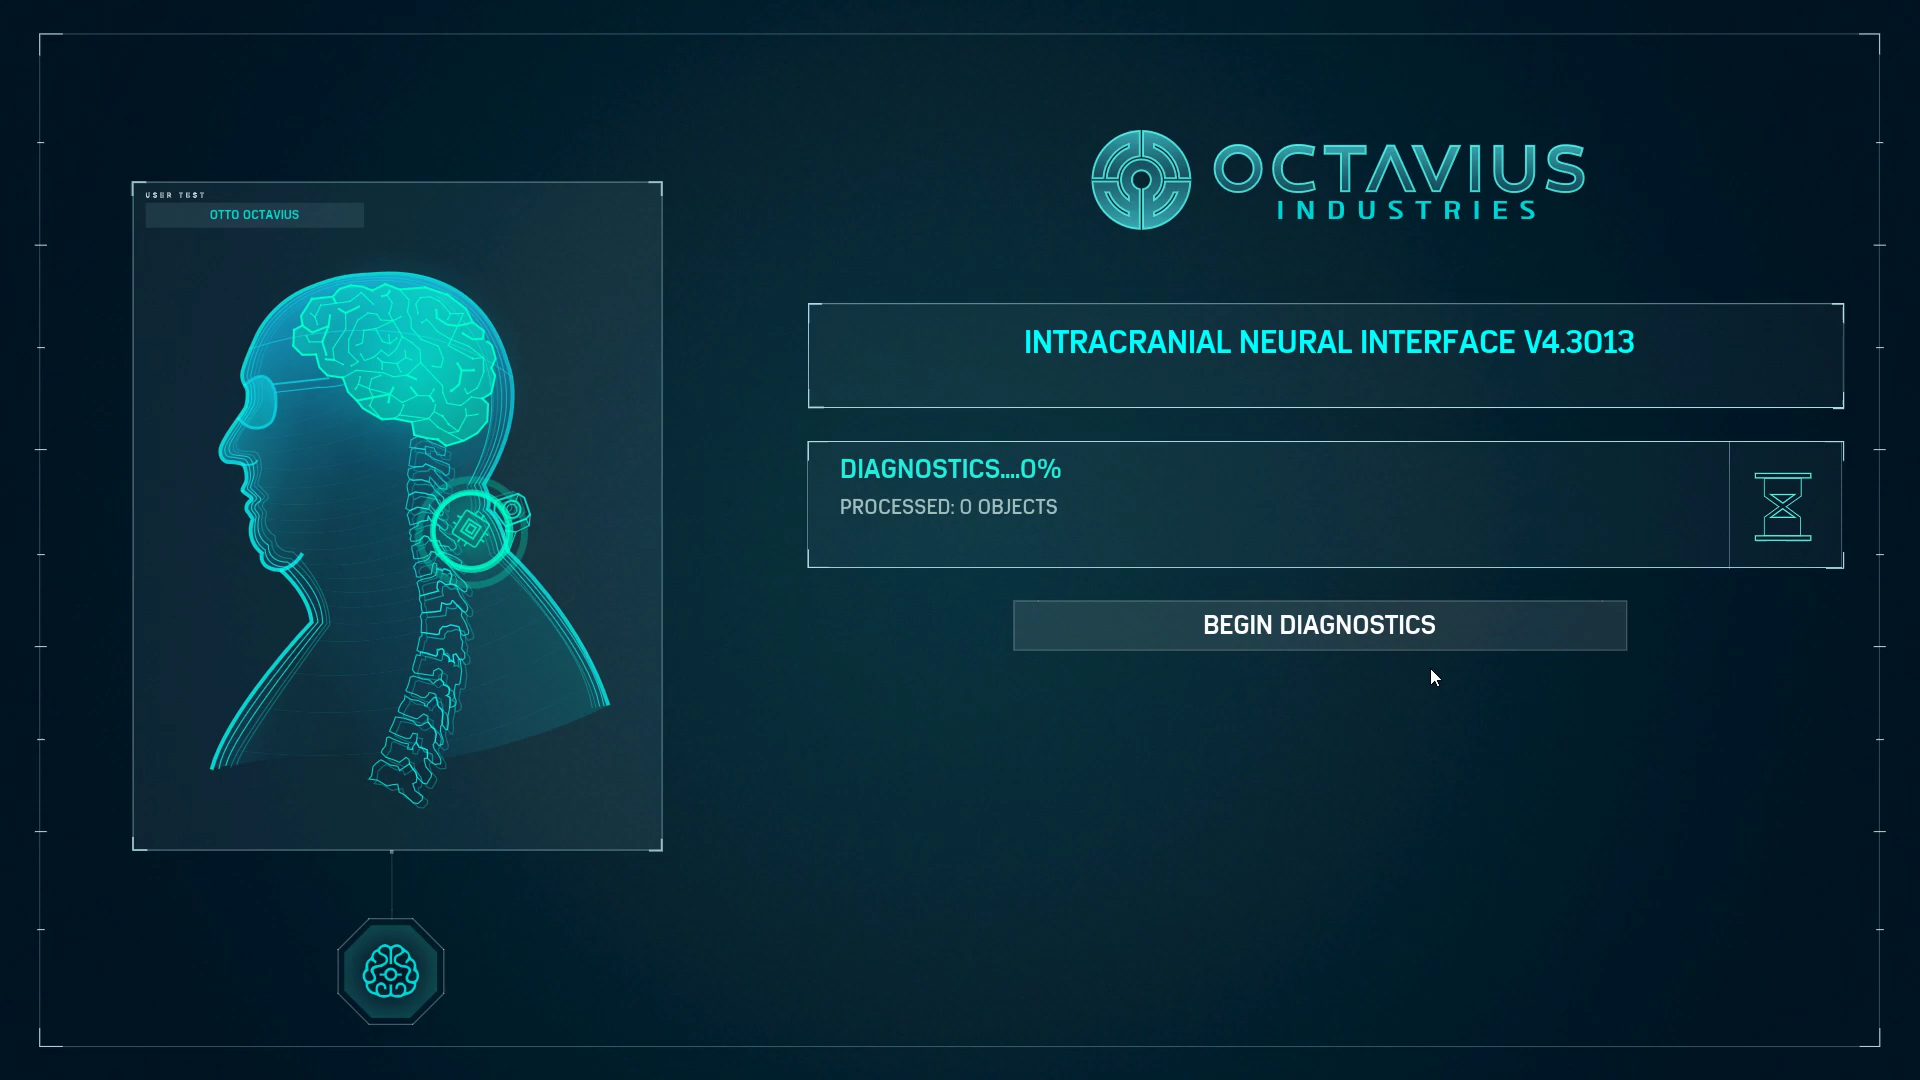 USER TEST
OTTO OCTAVIUS
OCTAVIUS
INDUSTRIES
INTRACRANIAL NEURAL INTERFACE V4.3013
DIAGNOSTICS....0%
PROCESSED: 0 OBJECTS
BEGIN DIAGNOSTICS